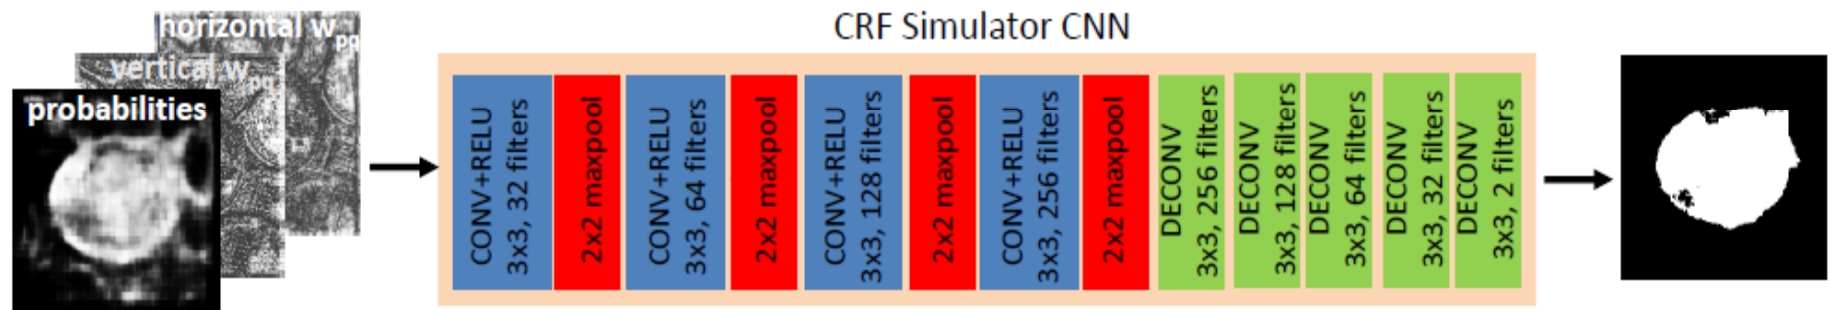 CRF Simulator CNN
horizontal wpq
vertical wpq
probabilities
CONV+RELU
3x3, 32 filters
2x2 maxpool
CONV+RELU
3x3, 64 filters
2x2 maxpool
CONV+RELU
3x3, 128 filters
2x2 maxpool
CONV+RELU
3x3, 256 filters
2x2 maxpool
DECONV
3x3, 256 filters
DECONV
3x3, 128 filters
DECONV
3x3, 64 filters
DECONV
3x3, 32 filters
DECONV
3x3, 2 filters